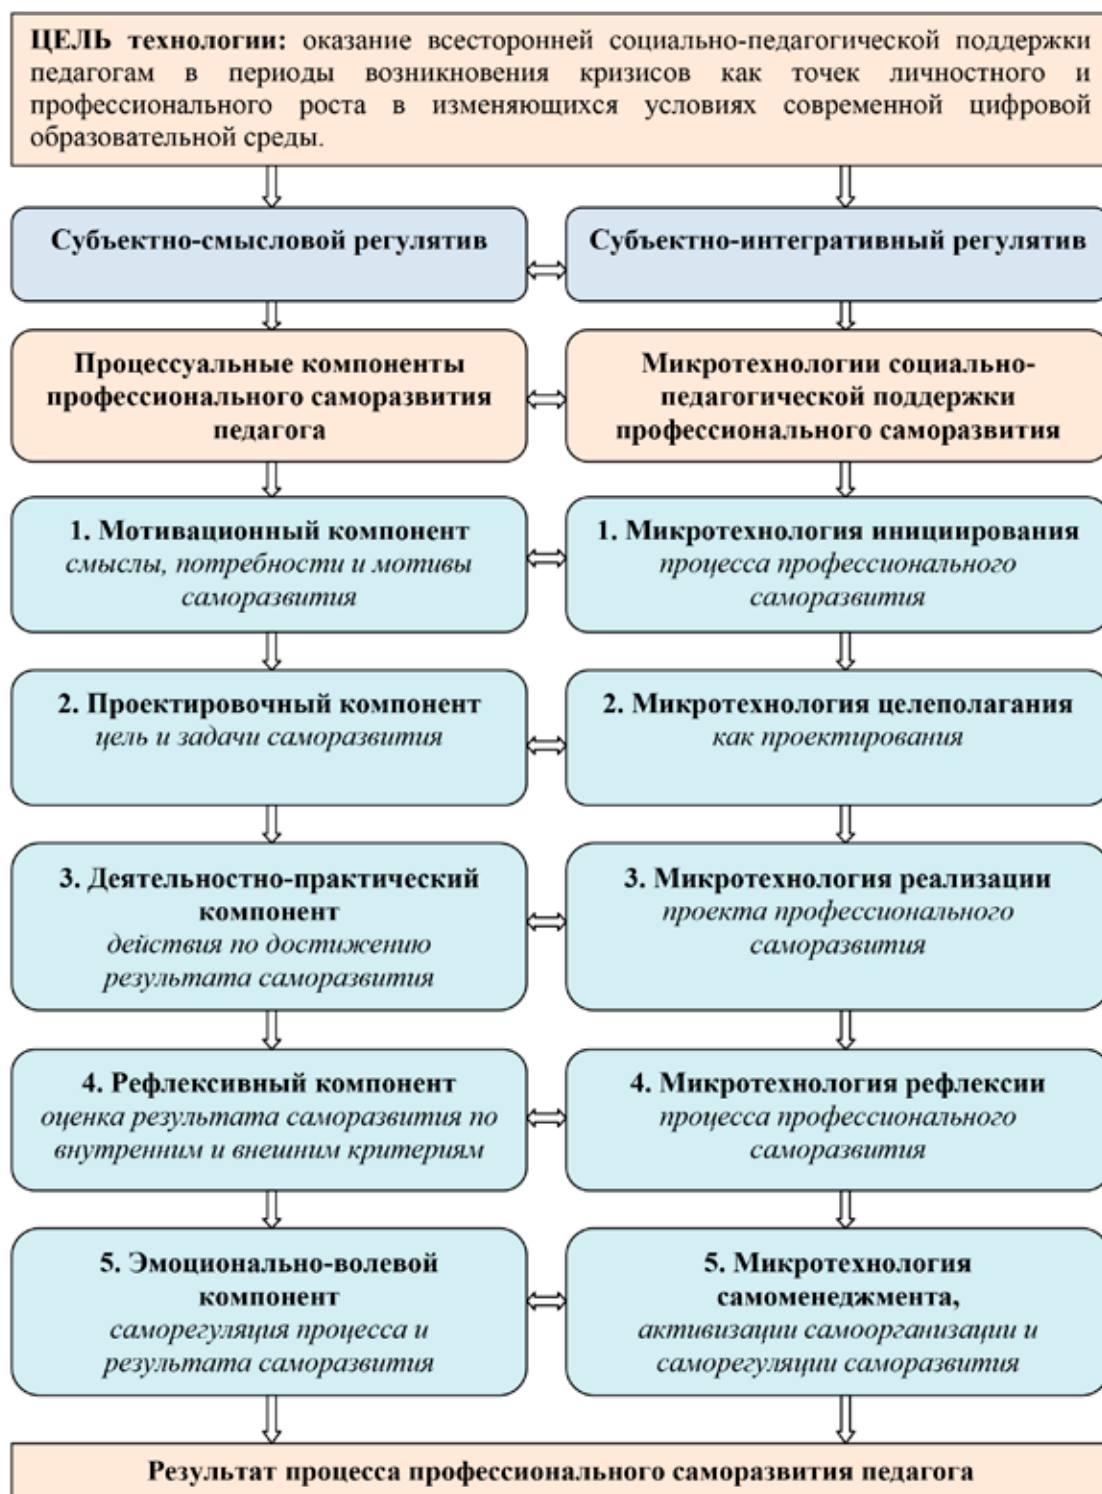 ЦЕЛЬ технологии: оказание всесторонней социально-педагогической поддержки
педагогам в периоды возникновения кризисов как точек личностного и
профессионального роста в изменяющихся условиях современной цифровой
образовательной среды.
Субъектно-смысловой регулятив
Субъектно-интегративный регулятив
Процессуальные компоненты
профессионального саморазвития
педагога
Микротехнологии социально-
педагогической поддержки
профессионального саморазвития
1. Мотивационный компонент
смыслы, потребности и мотивы
саморазвития
1. Микротехнология инициирования
процесса профессионального
саморазвития
2. Проектировочный компонент
цель и задачи саморазвития
2. Микротехнология целеполагания
как проектирования
3. Деятельностно-практический
компонент
действия по достижению
результата саморазвития
3. Микротехнология реализации
проекта профессионального
саморазвития
4. Рефлексивный компонент
оценка результата саморазвития по
внутренним и внешним критериям
4. Микротехнология рефлексии
процесса профессионального
саморазвития
5. Эмоционально-волевой
компонент
саморегуляция процесса и
результата саморазвития
5. Микротехнология
самоменеджмента,
активизации самоорганизации и
саморегуляции саморазвития
Результат процесса профессионального саморазвития педагога